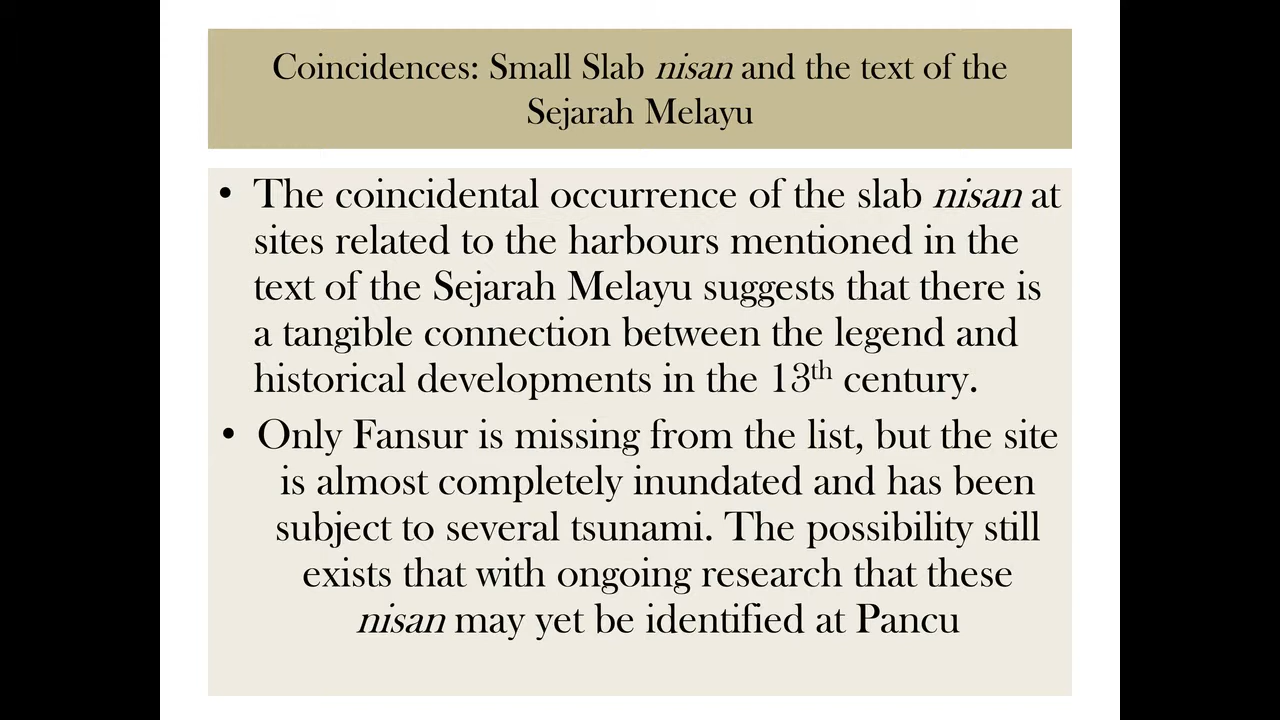 Coincidences: Small Slab nisan and the text of the
Sejarah Melayu
• The coincidental occurrence of the slab nisan at
sites related to the harbours mentioned in the
text of the Sejarah Melayu suggests that there is
a tangible connection between the legend and
historical developments in the 13th century.
• Only Fansur is missing from the list, but the site
is almost completely inundated and has been
subject to several tsunami. The possibility still
exists that with ongoing research that these
nisan may yet be identified at Pancu